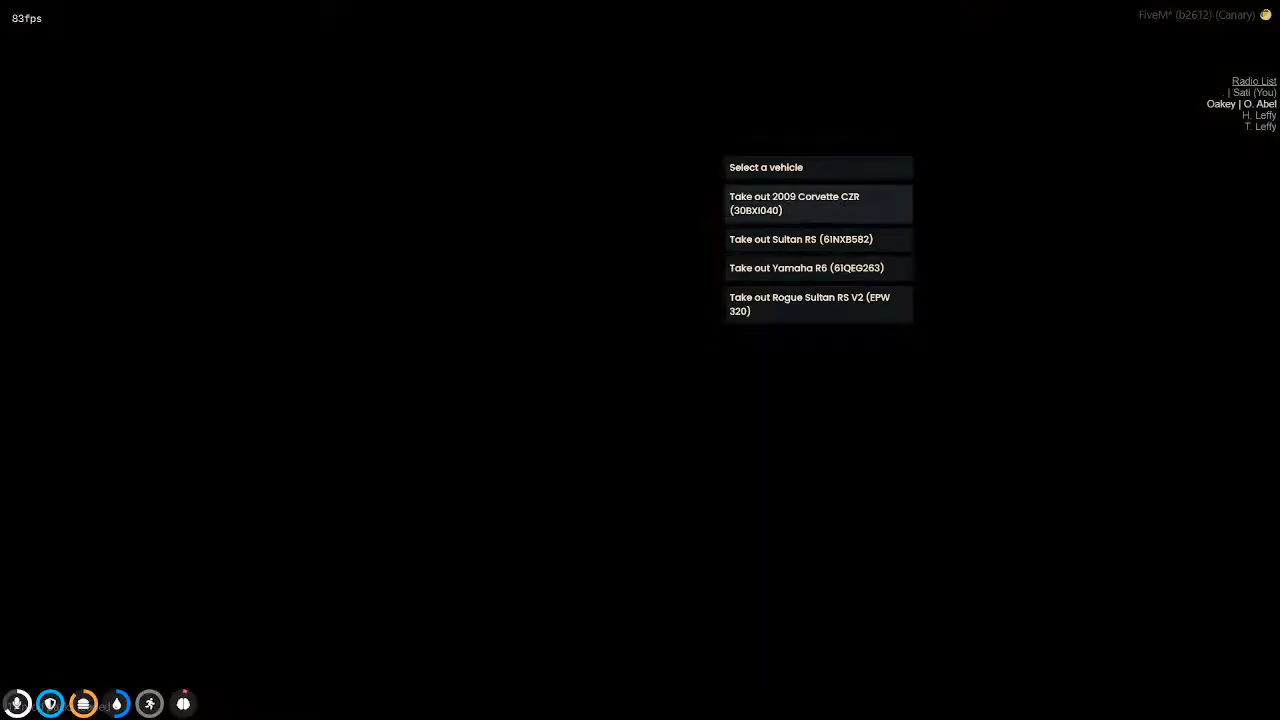 83fps
FiveM* (b2612) (Canary)
Radio List
. | Sati (You)
Oakey | O. Abel
H. Leffy
T. Leffy
Select a vehicle
Take out 2009 Corvette CZR
(30BXI040)
Take out Sultan RS (61NXB582)
Take out Yamaha R6 (61QEG263)
Take out Rogue Sultan RS V2 (EPW
320)